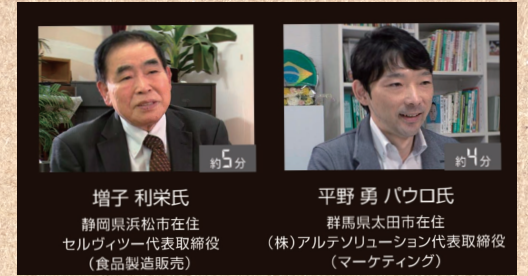 約5分
約4分
増子 利栄氏
静岡県浜松市在住
セルヴィツー代表取締役
(食品製造販売)
平野 勇 パウロ氏
群馬県太田市在住
(株)アルテソリューション代表取締役
(マーケティング)